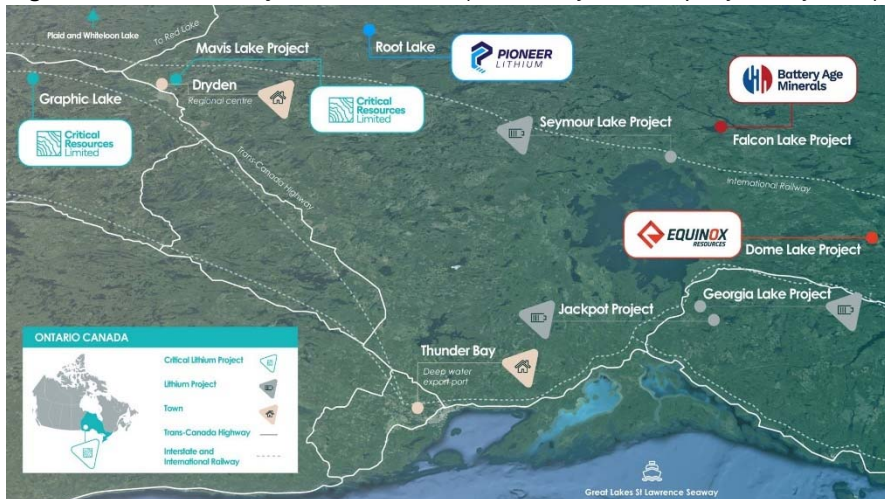 Plaid and Whiteloon Lake
To Red Lake
Mavis Lake Project
Root Lake
PIONEER
LITHIUM
Battery Age
Minerals
Graphic Lake
Dryden
Regional centre
Critical
Resources
Limited
Critical
Resources
Limited
Seymour Lake Project
Falcon Lake Project
Trans-Canada Highway
International Railway
EQUINOX
RESOURCES
Dome Lake Project
Jackpot Project
Georgia Lake Project
Thunder Bay
Deep water
export port
ONTARIO CANADA
Critical Lithium Project
Lithium Project
Town
Trans-Canada Highway
Interstate and
International Railway
Great Lakes St Lawrence Seaway